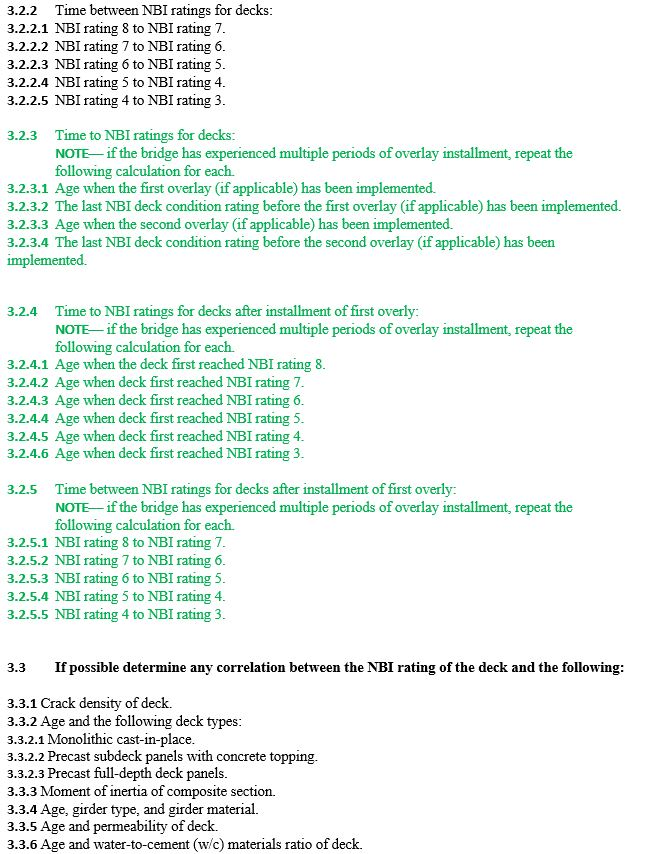 3.2.2 Time between NBI ratings for decks:
3.2.2.1 NBI rating 8 to NBI rating 7.
3.2.2.2 NBI rating 7 to NBI rating 6.
3.2.2.3 NBI rating 6 to NBI rating 5.
3.2.2.4 NBI rating 5 to NBI rating 4.
3.2.2.5 NBI rating 4 to NBI rating 3.
3.2.3 Time to NBI ratings for decks:
NOTE— if the bridge has experienced multiple periods of overlay installment, repeat the
following calculation for each.
3.2.3.1 Age when the first overlay (if applicable) has been implemented.
3.2.3.2 The last NBI deck condition rating before the first overlay (if applicable) has been implemented.
3.2.3.3 Age when the second overlay (if applicable) has been implemented.
3.2.3.4 The last NBI deck condition rating before the second overlay (if applicable) has been
implemented.
3.2.4 Time to NBI ratings for decks after installment of first overly:
NOTE— if the bridge has experienced multiple periods of overlay installment, repeat the
following calculation for each.
3.2.4.1 Age when the deck first reached NBI rating 8.
3.2.4.2 Age when deck first reached NBI rating 7.
3.2.4.3 Age when deck first reached NBI rating 6.
3.2.4.4 Age when deck first reached NBI rating 5.
3.2.4.5 Age when deck first reached NBI rating 4.
3.2.4.6 Age when deck first reached NBI rating 3.
3.2.5 Time between NBI ratings for decks after installment of first overly:
NOTE— if the bridge has experienced multiple periods of overlay installment, repeat the
following calculation for each.
3.2.5.1 NBI rating 8 to NBI rating 7.
3.2.5.2 NBI rating 7 to NBI rating 6.
3.2.5.3 NBI rating 6 to NBI rating 5.
3.2.5.4 NBI rating 5 to NBI rating 4.
3.2.5.5 NBI rating 4 to NBI rating 3.
3.3 If possible determine any correlation between the NBI rating of the deck and the following:
3.3.1 Crack density of deck.
3.3.2 Age and the following deck types:
3.3.2.1 Monolithic cast-in-place.
3.3.2.2 Precast subdeck panels with concrete topping.
3.3.2.3 Precast full-depth deck panels.
3.3.3 Moment of inertia of composite section.
3.3.4 Age, girder type, and girder material.
3.3.5 Age and permeability of deck.
3.3.6 Age and water-to-cement (w/c) materials ratio of deck.